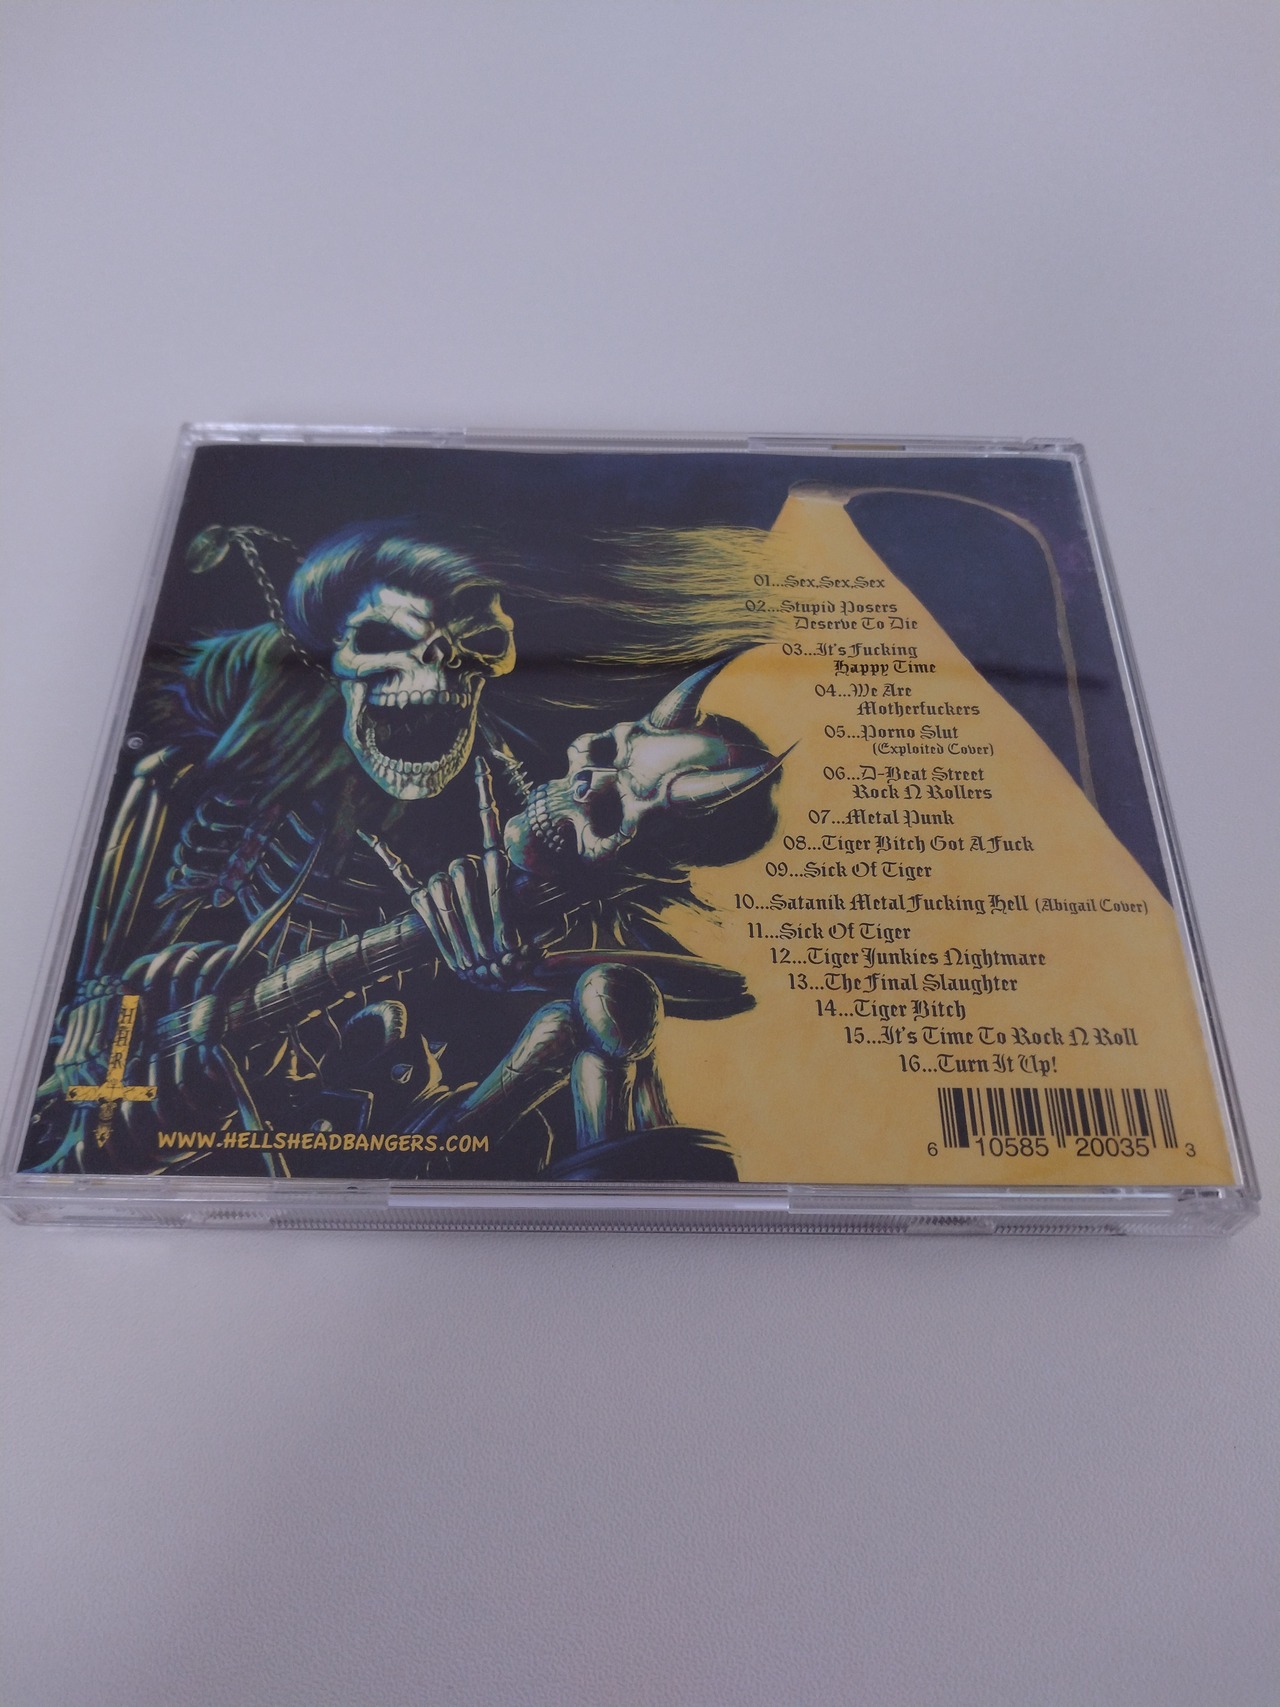 01...Sex,Sex,Sex
02...Stupid Posers
Deserve To Die
03...It's Fucking
Happy Time
04...We Are
Motherfuckers
05...Porno Slut
(Exploited Cover)
06...D-Beat Street
Rock N Rollers
07...Metal Punk
08...Tiger Bitch Got A Fuck
09...Sick Of Tiger
10...Satanik Metal Fucking Hell (Abigail Cover)
11...Sick Of Tiger
12...Tiger Junkies Nightmare
13...The Final Slaughter
14...Tiger Bitch
15...It's Time To Rock N Roll
16...Turn It Up!
HHR
WWW.HELLSHEADBANGERS.COM
6 10585 20035 3